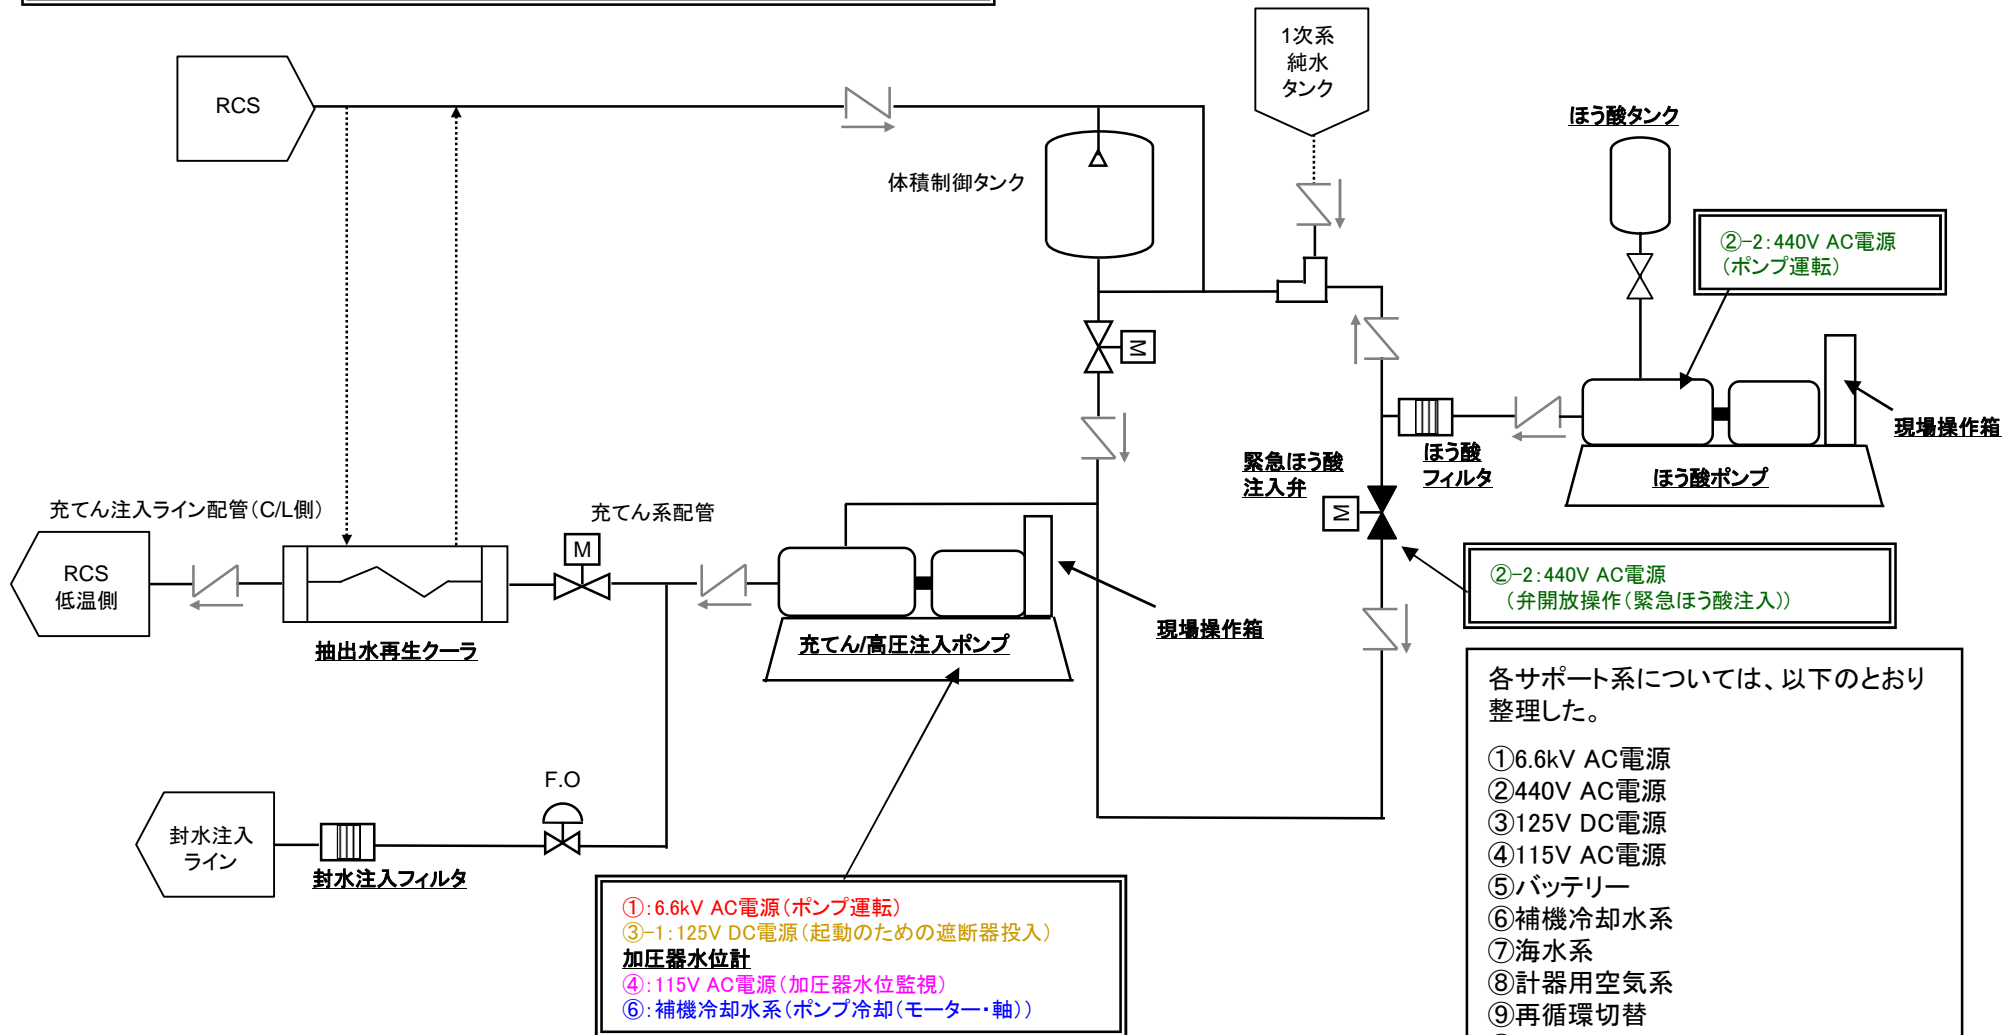 1次系
純水
タンク
RCS
ほう酸タンク
体積制御タンク
②-2:440V AC電源
(ポンプ運転)
M
現場操作箱
緊急ほう酸
注入弁
ほう酸
フィルタ
ほう酸ポンプ
M
充てん注入ライン配管(C/L側)
充てん系配管
M
RCS
低温側
②-2:440V AC電源
(弁開放操作(緊急ほう酸注入))
現場操作箱
抽出水再生クーラ
充てん/高圧注入ポンプ
各サポート系については、以下のとおり
整理した。
①6.6kV AC電源
②440V AC電源
③125V DC電源
④115V AC電源
⑤バッテリー
⑥補機冷却水系
⑦海水系
⑧計器用空気系
⑨再循環切替
F.O
封水注入
ライン
封水注入フィルタ
①:6.6kV AC電源(ポンプ運転)
③-1:125V DC電源(起動のための遮断器投入)
加圧器水位計
④:115V AC電源(加圧器水位監視)
⑥:補機冷却水系(ポンプ冷却(モーター・軸))